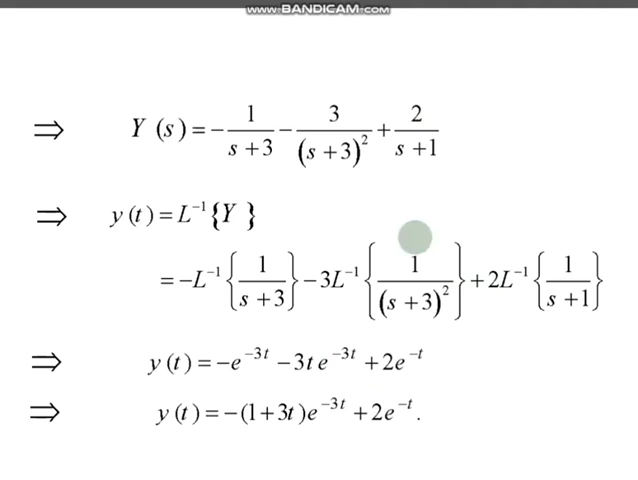 www.BANDICAM.com
⇒ Y (s) = − 1/(s + 3) − 3/(s + 3)² + 2/(s + 1)
⇒ y (t) = L⁻¹{Y }
= −L⁻¹{1/(s + 3)} − 3L⁻¹{1/(s + 3)²} + 2L⁻¹{1/(s + 1)}
⇒ y (t) = −e⁻³ᵗ − 3t e⁻³ᵗ + 2e⁻ᵗ
⇒ y (t) = −(1 + 3t )e⁻³ᵗ + 2e⁻ᵗ .